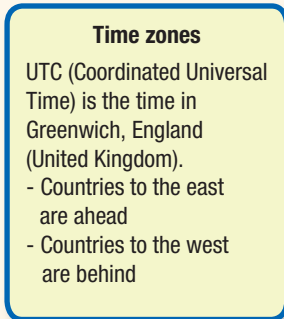 Time zones
UTC (Coordinated Universal
Time) is the time in
Greenwich, England
(United Kingdom).
- Countries to the east
are ahead
- Countries to the west
are behind